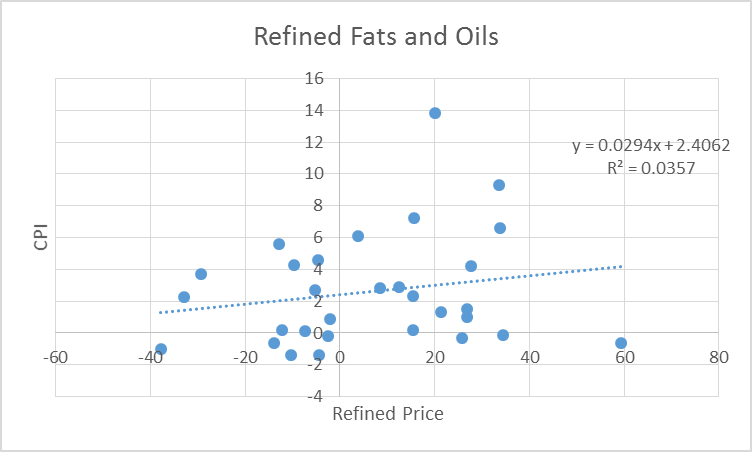 Refined Fats and Oils
16
14
12
10
8
6
4
2
0
-2
-4
-60 -40 -20 0 20 40 60 80
CPI
Refined Price
y = 0.0294x + 2.4062
R² = 0.0357